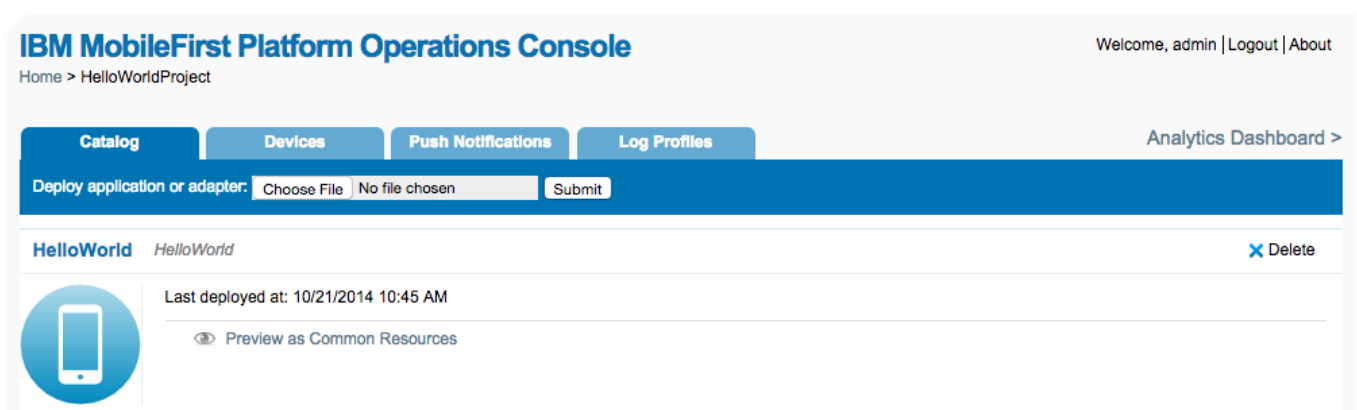 IBM MobileFirst Platform Operations Console
Welcome, admin | Logout | About
Home > HelloWorldProject
Catalog
Devices
Push Notifications
Log Profiles
Analytics Dashboard >
Deploy application or adapter: Choose File No file chosen Submit
HelloWorld HelloWorld
Delete
Last deployed at: 10/21/2014 10:45 AM
Preview as Common Resources